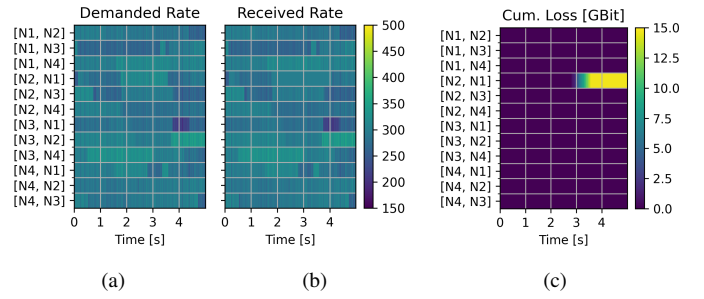 Demanded Rate
[N1, N2]
[N1, N3]
[N1, N4]
[N2, N1]
[N2, N3]
[N2, N4]
[N3, N1]
[N3, N2]
[N3, N4]
[N4, N1]
[N4, N2]
[N4, N3]
0 1 2 3 4
Time [s]
(a)
Received Rate
0 1 2 3 4
Time [s]
500
450
400
350
300
250
200
150
(b)
Cum. Loss [GBit]
[N1, N2]
[N1, N3]
[N1, N4]
[N2, N1]
[N2, N3]
[N2, N4]
[N3, N1]
[N3, N2]
[N3, N4]
[N4, N1]
[N4, N2]
[N4, N3]
0 1 2 3 4
Time [s]
15.0
12.5
10.0
7.5
5.0
2.5
0.0
(c)